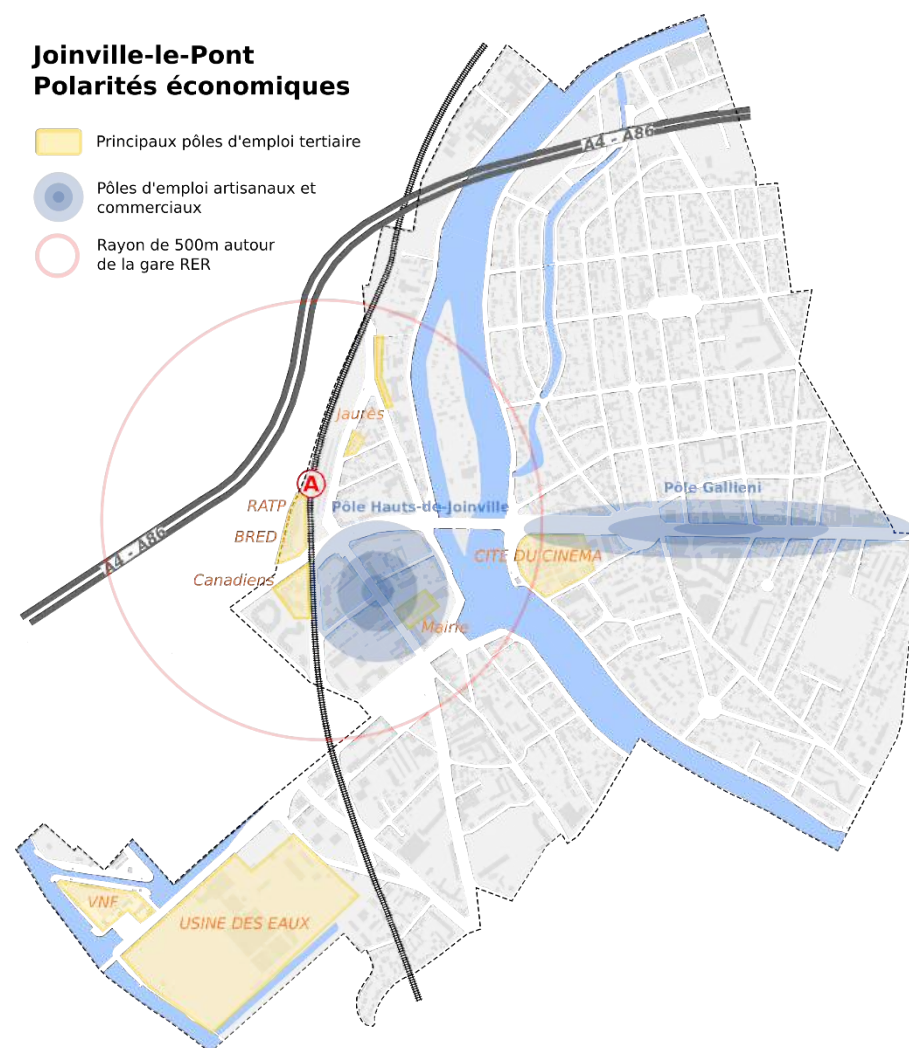 Joinville-le-Pont
Polarités économiques
Principaux pôles d'emploi tertiaire
Pôles d'emploi artisanaux et
commerciaux
Rayon de 500m autour
de la gare RER
A4 - A86
Jaurès
A
RATP
Pôle Hauts-de-Joinville
Pôle Gallieni
BRED
A4 - A86
CITE DU CINEMA
Canadiens
Mairie
VNF
USINE DES EAUX